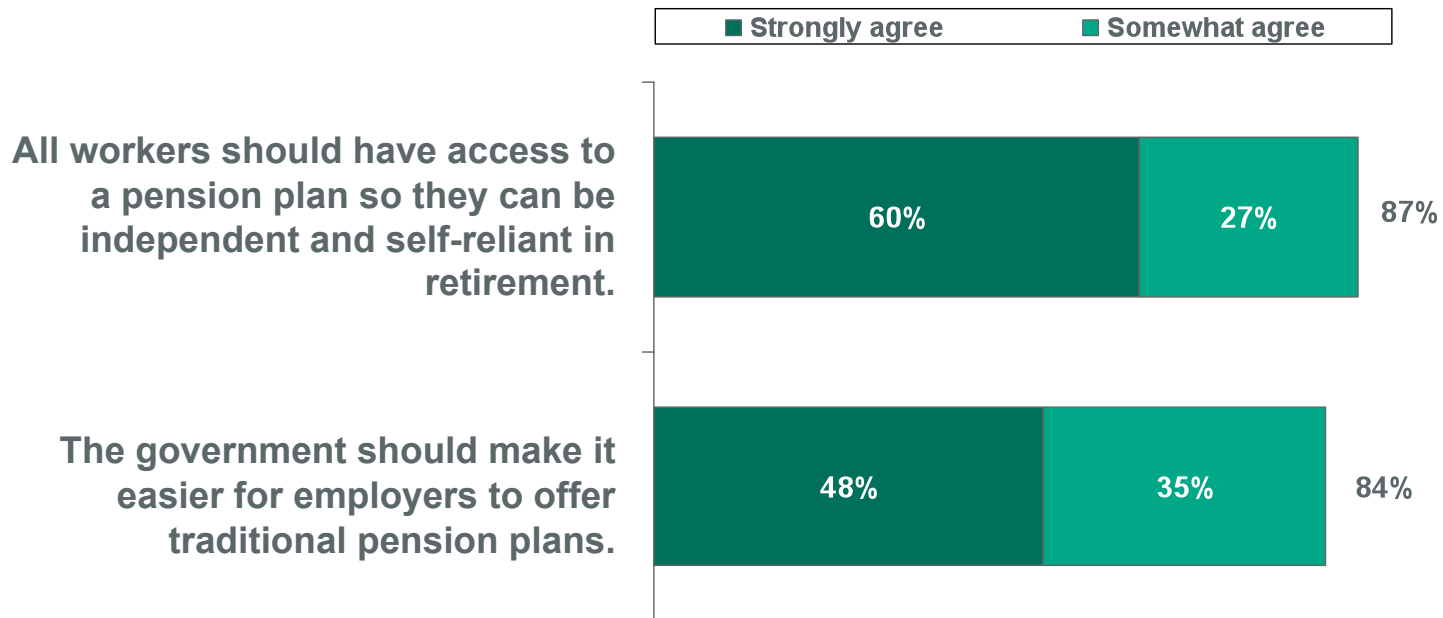 Strongly agree Somewhat agree
All workers should have access to
a pension plan so they can be
independent and self-reliant in
retirement.
60% 27% 87%
The government should make it
easier for employers to offer
traditional pension plans.
48% 35% 84%